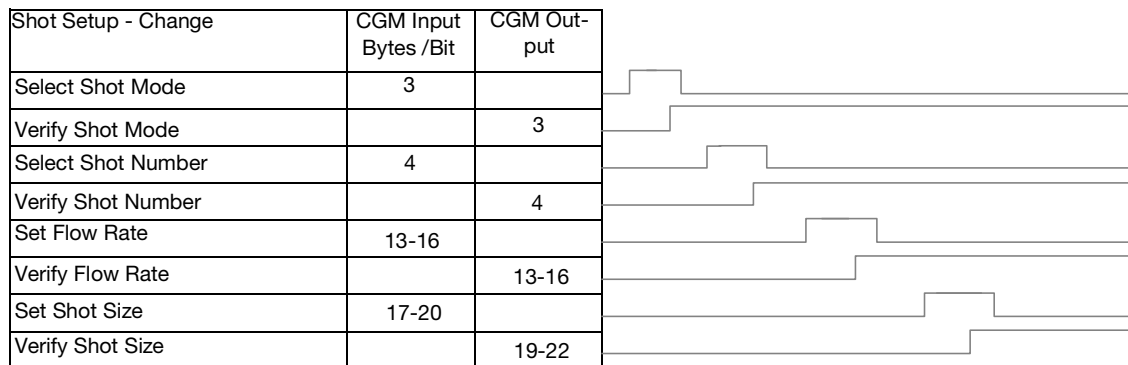 Shot Setup - Change CGM Input CGM Out-
Bytes /Bit put
Select Shot Mode 3
Verify Shot Mode 3
Select Shot Number 4
Verify Shot Number 4
Set Flow Rate 13-16
Verify Flow Rate 13-16
Set Shot Size 17-20
Verify Shot Size 19-22